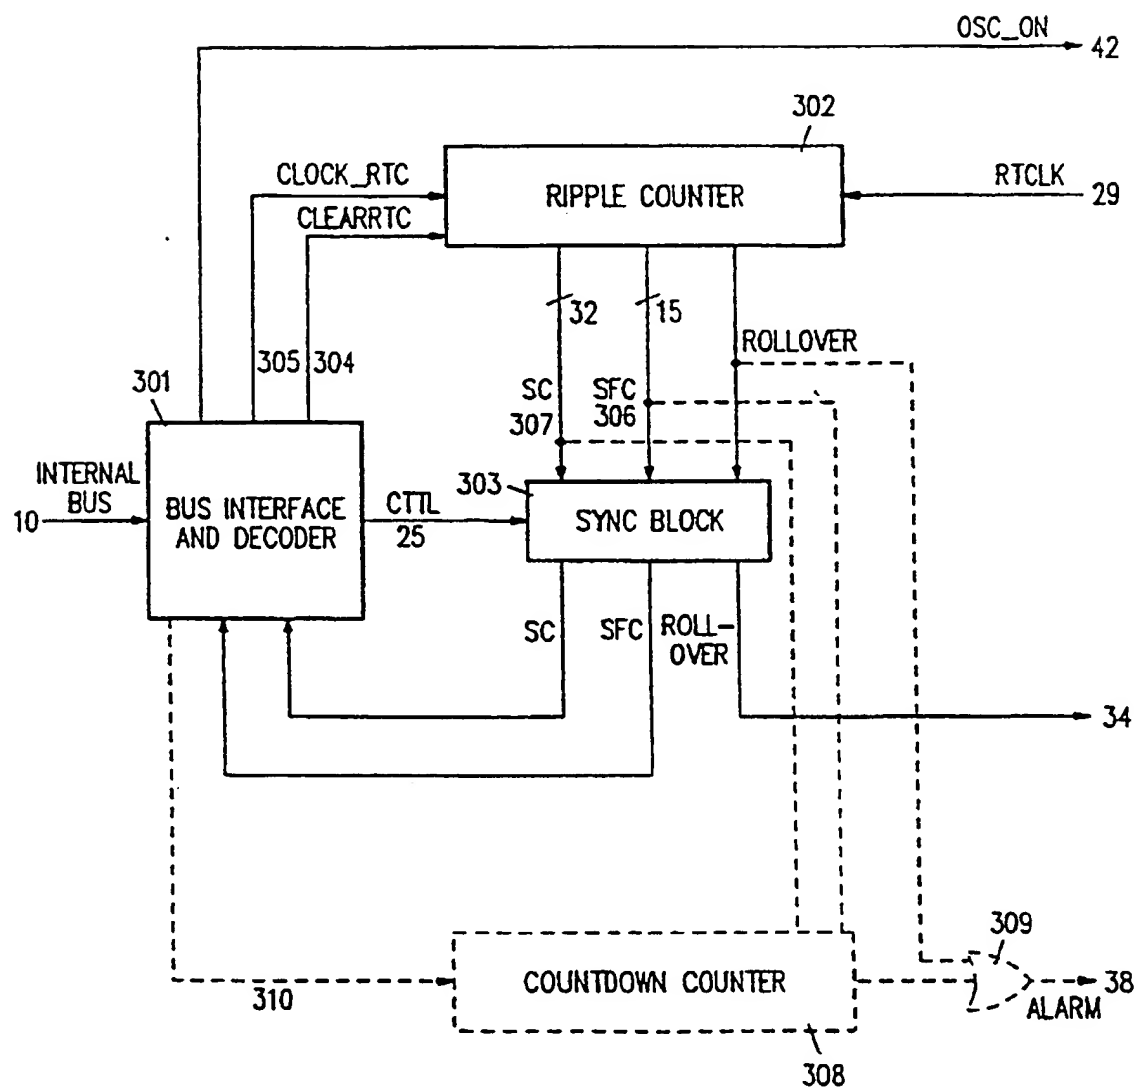 OSC_ON
42
302
CLOCK_RTC
RIPPLE COUNTER
RTCLK
29
CLEARRTC
32
15
305
304
ROLLOVER
301
SC
307
SFC
306
INTERNAL
BUS
10
BUS INTERFACE
AND DECODER
CTTL
25
303
SYNC BLOCK
SC
SFC
ROLL-
OVER
34
309
310
COUNTDOWN COUNTER
38
ALARM
308